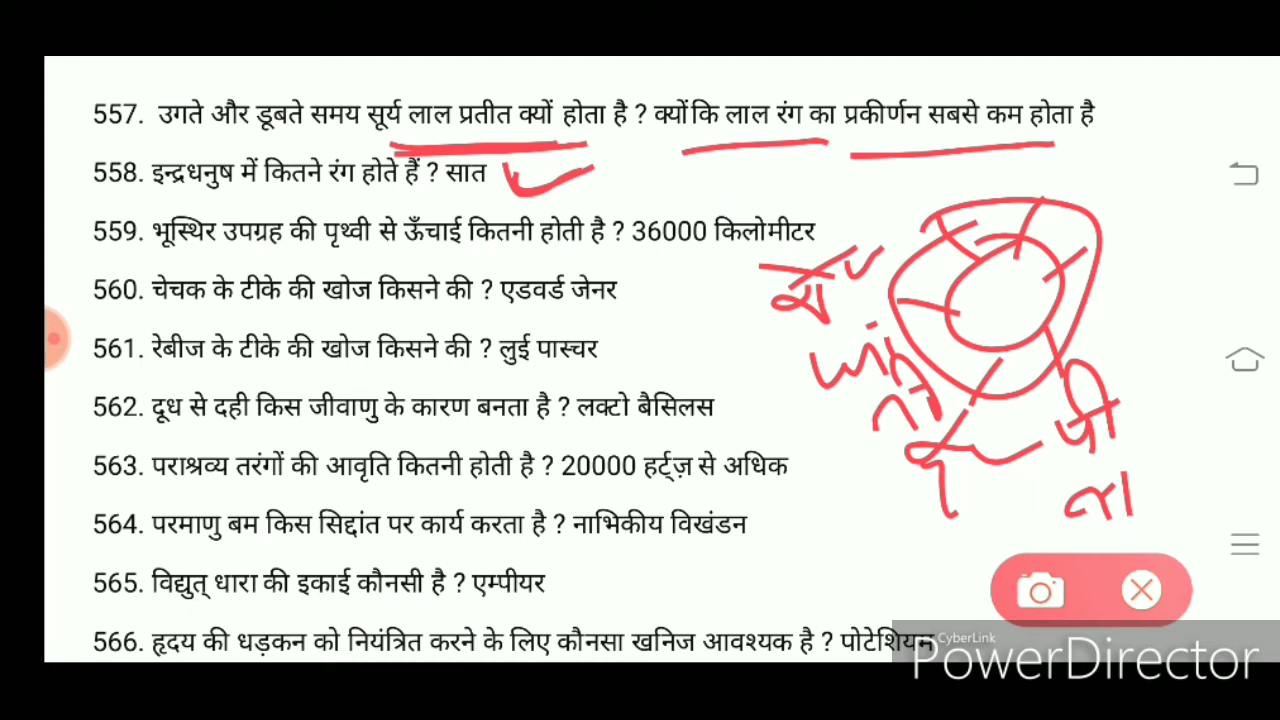 557. उगते और डूबते समय सूर्य लाल प्रतीत क्यों होता है ? क्योंकि लाल रंग का प्रकीर्णन सबसे कम होता है
558. इन्द्रधनुष में कितने रंग होते हैं ? सात
559. भूस्थिर उपग्रह की पृथ्वी से ऊँचाई कितनी होती है ? 36000 किलोमीटर
560. चेचक के टीके की खोज किसने की ? एडवर्ड जेनर
561. रेबीज के टीके की खोज किसने की ? लुई पास्चर
562. दूध से दही किस जीवाणु के कारण बनता है ? लक्टो बैसिलस
563. पराश्रव्य तरंगों की आवृति कितनी होती है ? 20000 हर्ट्ज़ से अधिक
564. परमाणु बम किस सिद्दांत पर कार्य करता है ? नाभिकीय विखंडन
565. विद्युत् धारा की इकाई कौनसी है ? एम्पीयर
566. हृदय की धड़कन को नियंत्रित करने के लिए कौनसा खनिज आवश्यक है ? पोटेशियम
पी
ना
CyberLink
PowerDirector